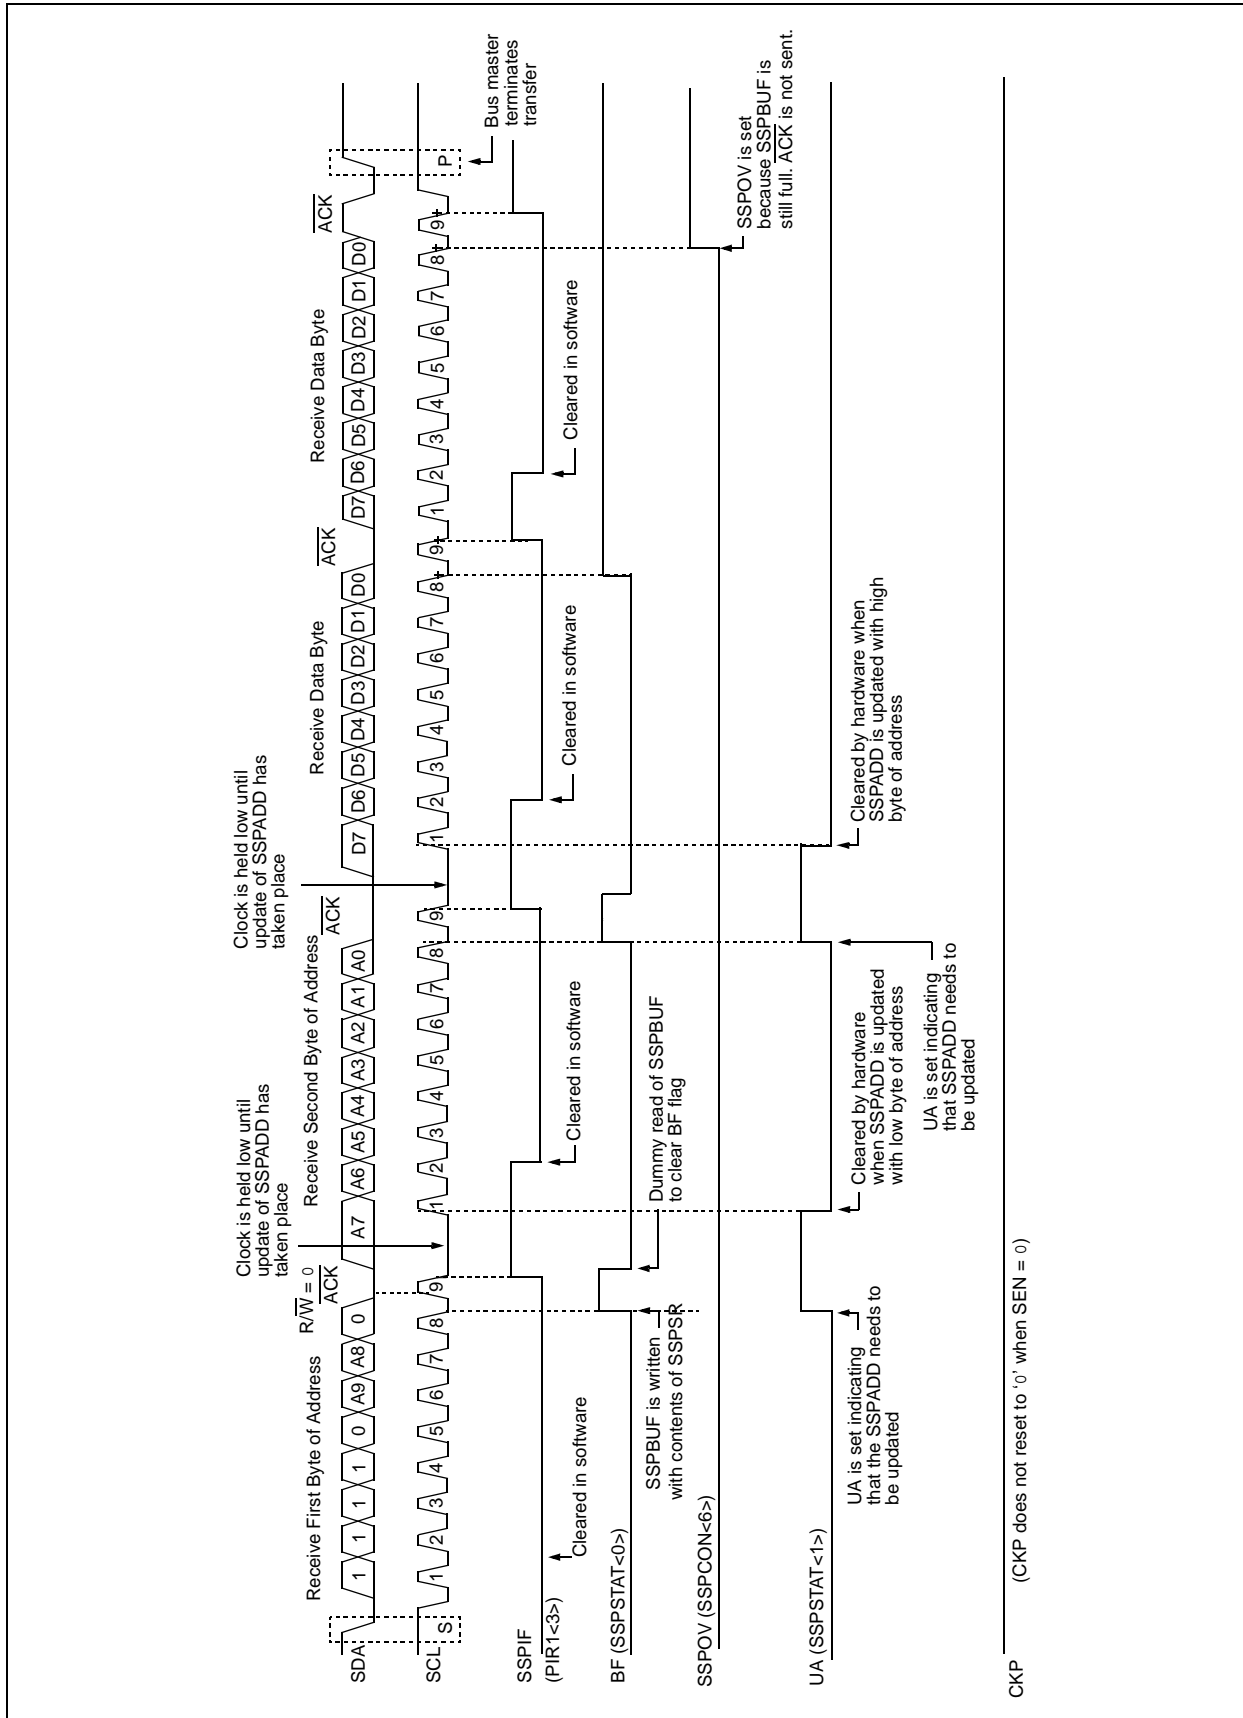 Receive First Byte of Address
R/W = 0
ACK
Clock is held low until
update of SSPADD has
taken place
Receive Second Byte of Address
ACK
Clock is held low until
update of SSPADD has
taken place
Receive Data Byte
ACK
Receive Data Byte
ACK
SDA
1 1 1 1 0 A9 A8 0
A7 A6 A5 A4 A3 A2 A1 A0
D7 D6 D5 D4 D3 D2 D1 D0
D7 D6 D5 D4 D3 D2 D1 D0
SCL
S
1 2 3 4 5 6 7 8 9
1 2 3 4 5 6 7 8 9
1 2 3 4 5 6 7 8 9
1 2 3 4 5 6 7 8 9
P
Bus master
terminates
transfer
SSPIF
(PIR1<3>)
Cleared in software
Cleared in software
Cleared in software
Cleared in software
BF (SSPSTAT<0>)
SSPBUF is written
with contents of SSPSR
Dummy read of SSPBUF
to clear BF flag
SSPOV (SSPCON<6>)
SSPOV is set
because SSPBUF is
still full. ACK is not sent.
UA (SSPSTAT<1>)
UA is set indicating
that the SSPADD needs to
be updated
Cleared by hardware
when SSPADD is updated
with low byte of address
UA is set indicating
that SSPADD needs to
be updated
Cleared by hardware when
SSPADD is updated with high
byte of address
CKP
(CKP does not reset to ‘0’ when SEN = 0)